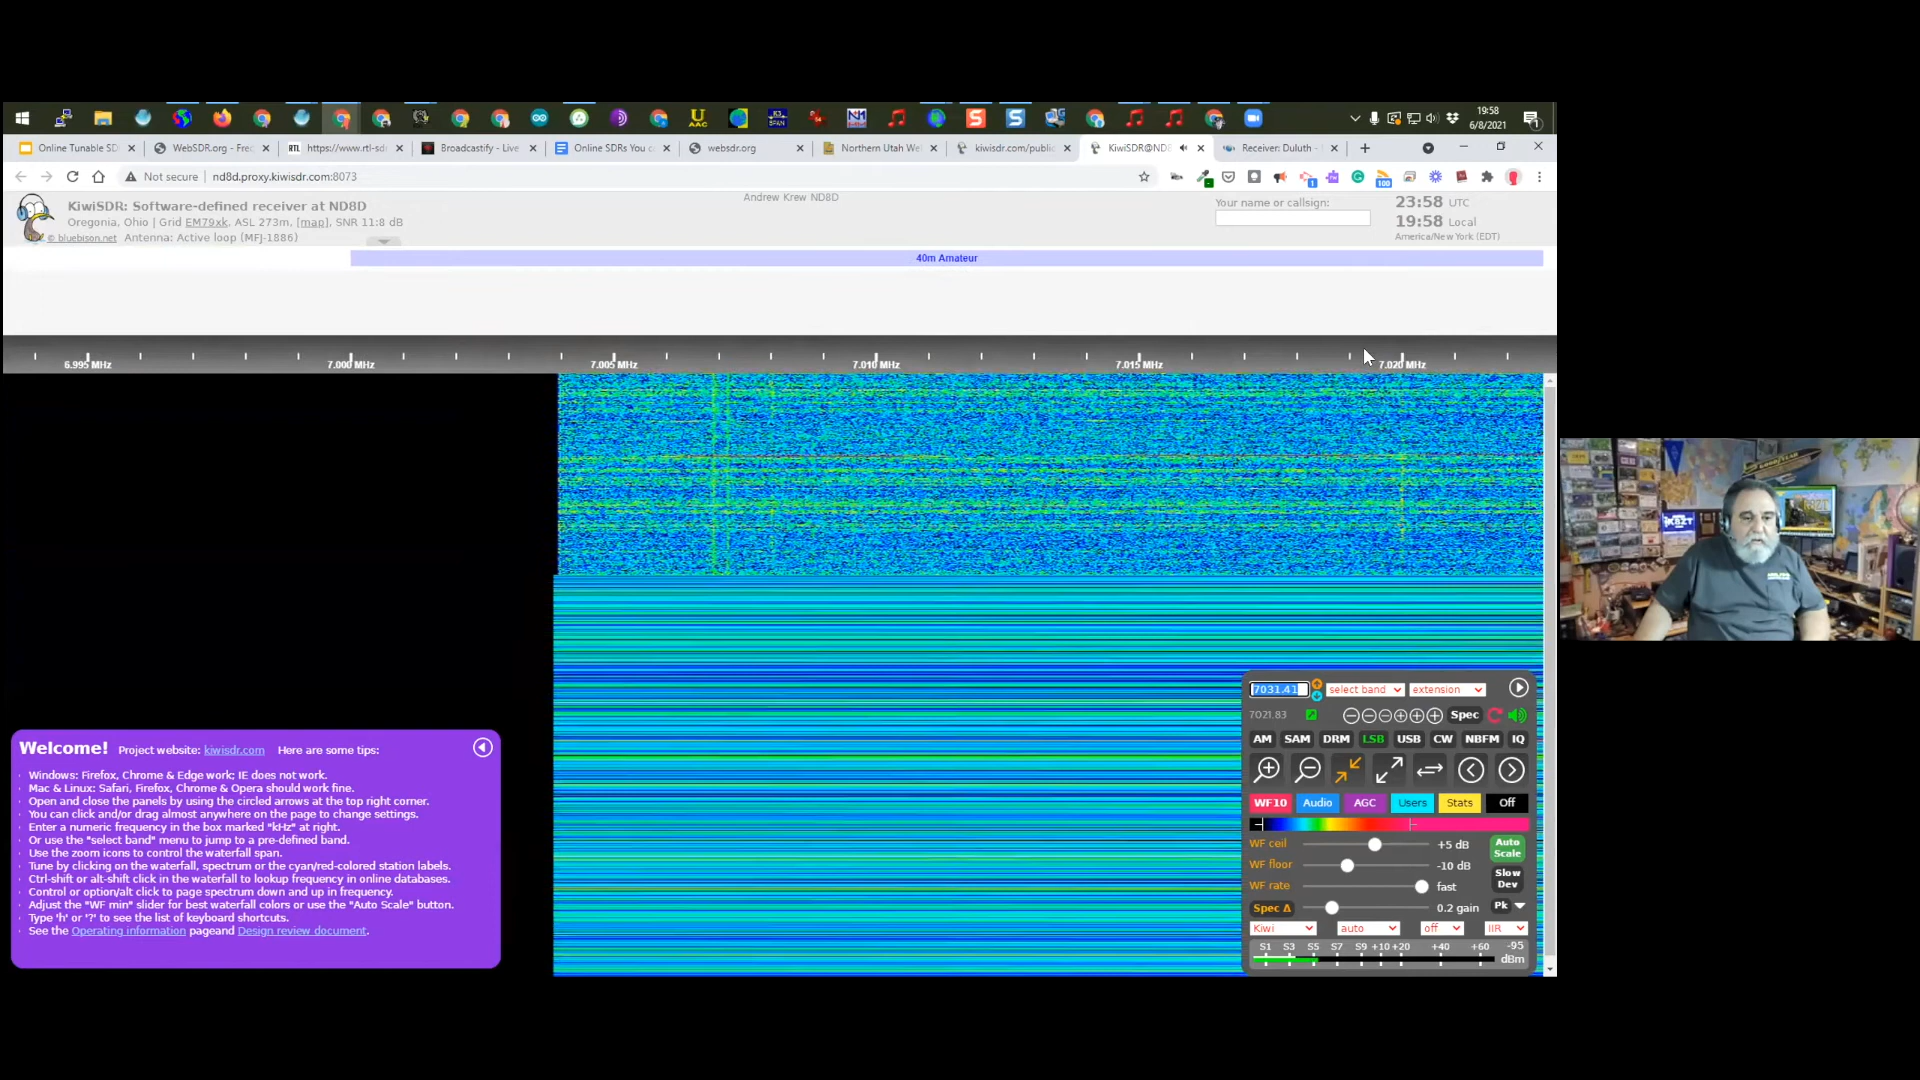 19:58
6/8/2021
Online Tunable SD
WebSDR.org - Free
https://www.rtl-sd
Broadcastify - Live
Online SDRs You c
websdr.org
Northern Utah We
kiwisdr.com/public
KiwiSDR@ND8
Receiver: Duluth -
Not secure | nd8d.proxy.kiwisdr.com:8073
KiwiSDR: Software-defined receiver at ND8D
Oregonia, Ohio | Grid EM79xk, ASL 273m, [map], SNR 11:8 dB
© bluebison.net Antenna: Active loop (MFJ-1886)
Andrew Krew ND8D
Your name or callsign:
23:58 UTC
19:58 Local
America/New York (EDT)
40m Amateur
6.995 MHz 7.000 MHz 7.005 MHz 7.010 MHz 7.015 MHz 7.020 MHz
Welcome! Project website: kiwisdr.com Here are some tips:
Windows: Firefox, Chrome & Edge work; IE does not work.
Mac & Linux: Safari, Firefox, Chrome & Opera should work fine.
Open and close the panels by using the circled arrows at the top right corner.
You can click and/or drag almost anywhere on the page to change settings.
Enter a numeric frequency in the box marked "kHz" at right.
Or use the "select band" menu to jump to a pre-defined band.
Use the zoom icons to control the waterfall span.
Tune by clicking on the waterfall, spectrum or the cyan/red-colored station labels.
Ctrl-shift or alt-shift click in the waterfall to lookup frequency in online databases.
Control or option/alt click to page spectrum down and up in frequency.
Adjust the "WF min" slider for best waterfall colors or use the "Auto Scale" button.
Type 'h' or '?' to see the list of keyboard shortcuts.
See the Operating information pageand Design review document.
7031.41 select band extension
7021.83 Spec
AM SAM DRM LSB USB CW NBFM IQ
WF10 Audio AGC Users Stats Off
WF ceil +5 dB Auto Scale
WF floor -10 dB
WF rate fast Slow Dev
Spec Δ 0.2 gain Pk
Kiwi auto off IIR
S1 S3 S5 S7 S9 +10 +20 +40 +60 -95 dBm
GOODYEAR
K8ZT